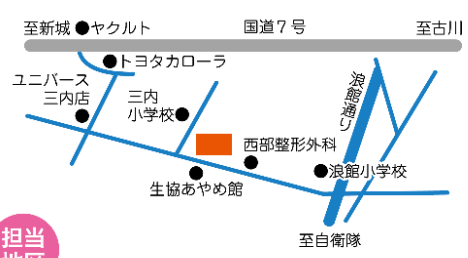 至新城
ヤクルト
国道7号
至古川
トヨタカローラ
ユニバース
三内店
三内
小学校
浪館通り
西部整形外科
浪館小学校
生協あやめ館
至自衛隊
担当
地区